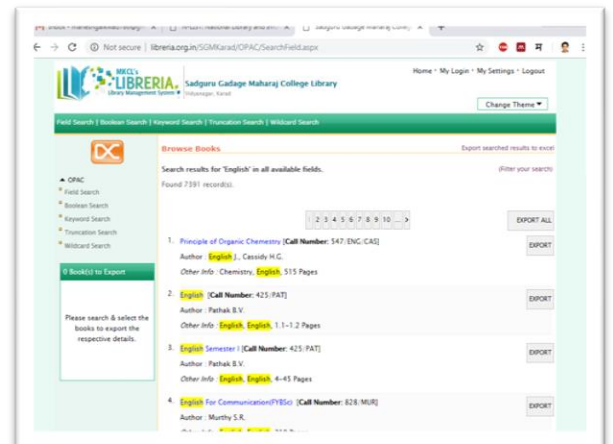 Not secure | libreria.org.in/SGMKarad/OPAC/SearchField.aspx
Home · My Login · My Settings · Logout
MKCL's
LIBRERIA.
Library Management System
Sadguru Gadage Maharaj College Library
Vidyanagar, Karad
Change Theme
Field Search | Boolean Search | Keyword Search | Truncation Search | Wildcard Search
Browse Books
Export searched results to excel
Search results for 'English' in all available fields.
(Filter your search)
Found 7391 record(s).
OPAC
Field Search
Boolean Search
Keyword Search
Truncation Search
Wildcard Search
1 2 3 4 5 6 7 8 9 10 ... >
EXPORT ALL
1. Principle of Organic Chemestry [Call Number: 547/ENG/CAS]
EXPORT
Author : English J., Cassidy H.G.
Other Info : Chemistry, English, 515 Pages
0 Book(s) to Export
Please search & select the
books to export the
respective details.
2. English [Call Number: 425/PAT]
EXPORT
Author : Pathak B.V.
Other Info : English, English, 1.1-1.2 Pages
3. English Semester I [Call Number: 425/PAT]
EXPORT
Author : Pathak B.V.
Other Info : English, English, 4-45 Pages
4. English For Communication(FYBSc) [Call Number: 828/MUR]
EXPORT
Author : Murthy S.R.